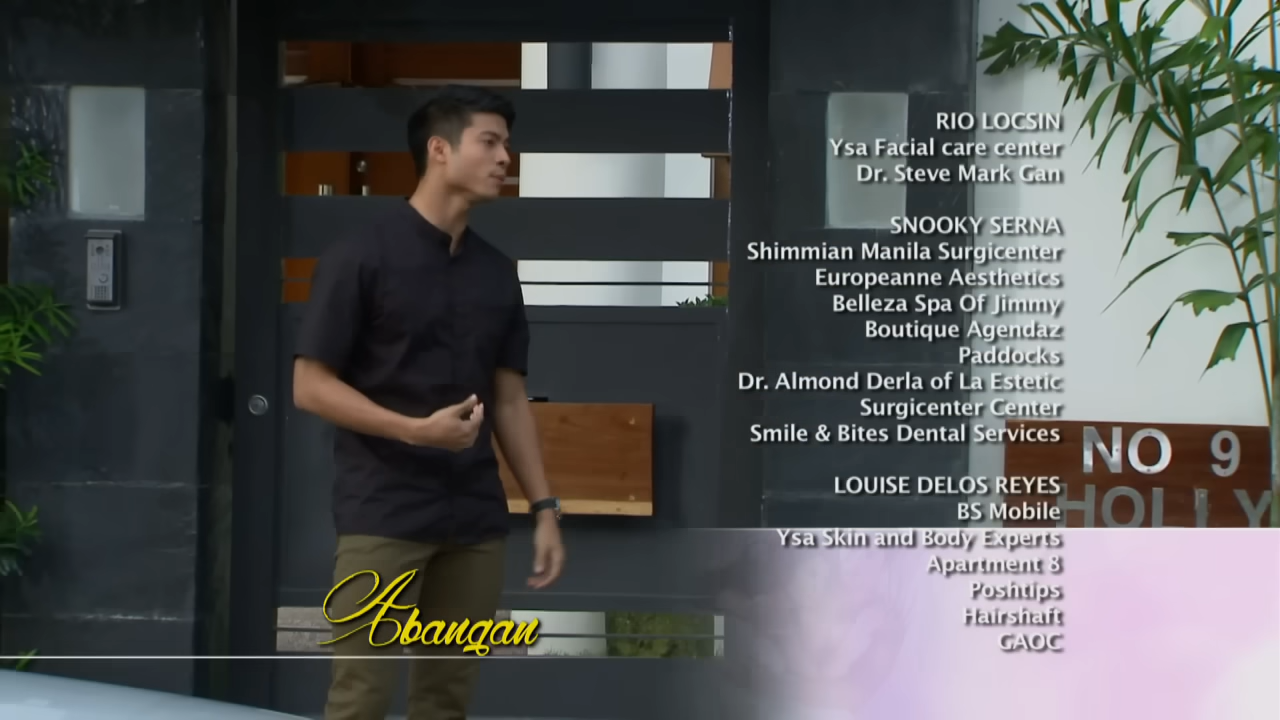 RIO LOCSIN
Ysa Facial care center
Dr. Steve Mark Gan
SNOOKY SERNA
Shimmian Manila Surgicenter
Europeanne Aesthetics
Belleza Spa Of Jimmy
Boutique Agendaz
Paddocks
Dr. Almond Derla of La Estetic
Surgicenter Center
Smile & Bites Dental Services
LOUISE DELOS REYES
BS Mobile
Ysa Skin and Body Experts
Apartment 8
Poshtips
Hairshaft
GAOC
NO 9
HOLLY
Abangan